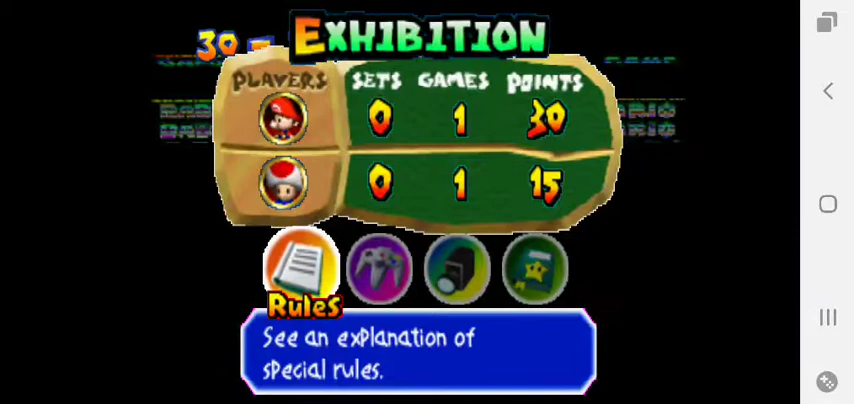 EXHIBITION
30
PLAYERS SETS GAMES POINTS
0 1 30
0 1 15
Rules
See an explanation of
special rules.